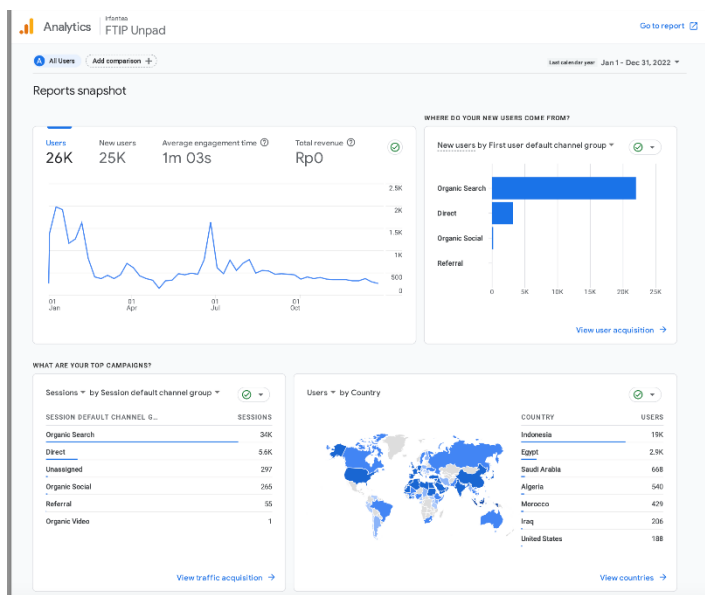 Analytics
FTIP Unpad
Go to report
A All Users
Add comparison +
Last calendar year Jan 1 - Dec 31, 2022
Reports snapshot
Users
26K
New users
25K
Average engagement time
1m 03s
Total revenue
Rp0
2.5K
2K
1.5K
1K
500
0
01
Jan
01
Apr
01
Jul
01
Oct
WHERE DO YOUR NEW USERS COME FROM?
New users by First user default channel group
Organic Search
Direct
Organic Social
Referral
0 5K 10K 15K 20K 25K
View user acquisition
WHAT ARE YOUR TOP CAMPAIGNS?
Sessions by Session default channel group
SESSION DEFAULT CHANNEL G… SESSIONS
Organic Search 34K
Direct 5.6K
Unassigned 297
Organic Social 265
Referral 55
Organic Video 1
View traffic acquisition
Users by Country
COUNTRY USERS
Indonesia 19K
Egypt 2.9K
Saudi Arabia 668
Algeria 540
Morocco 429
Iraq 206
United States 188
View countries